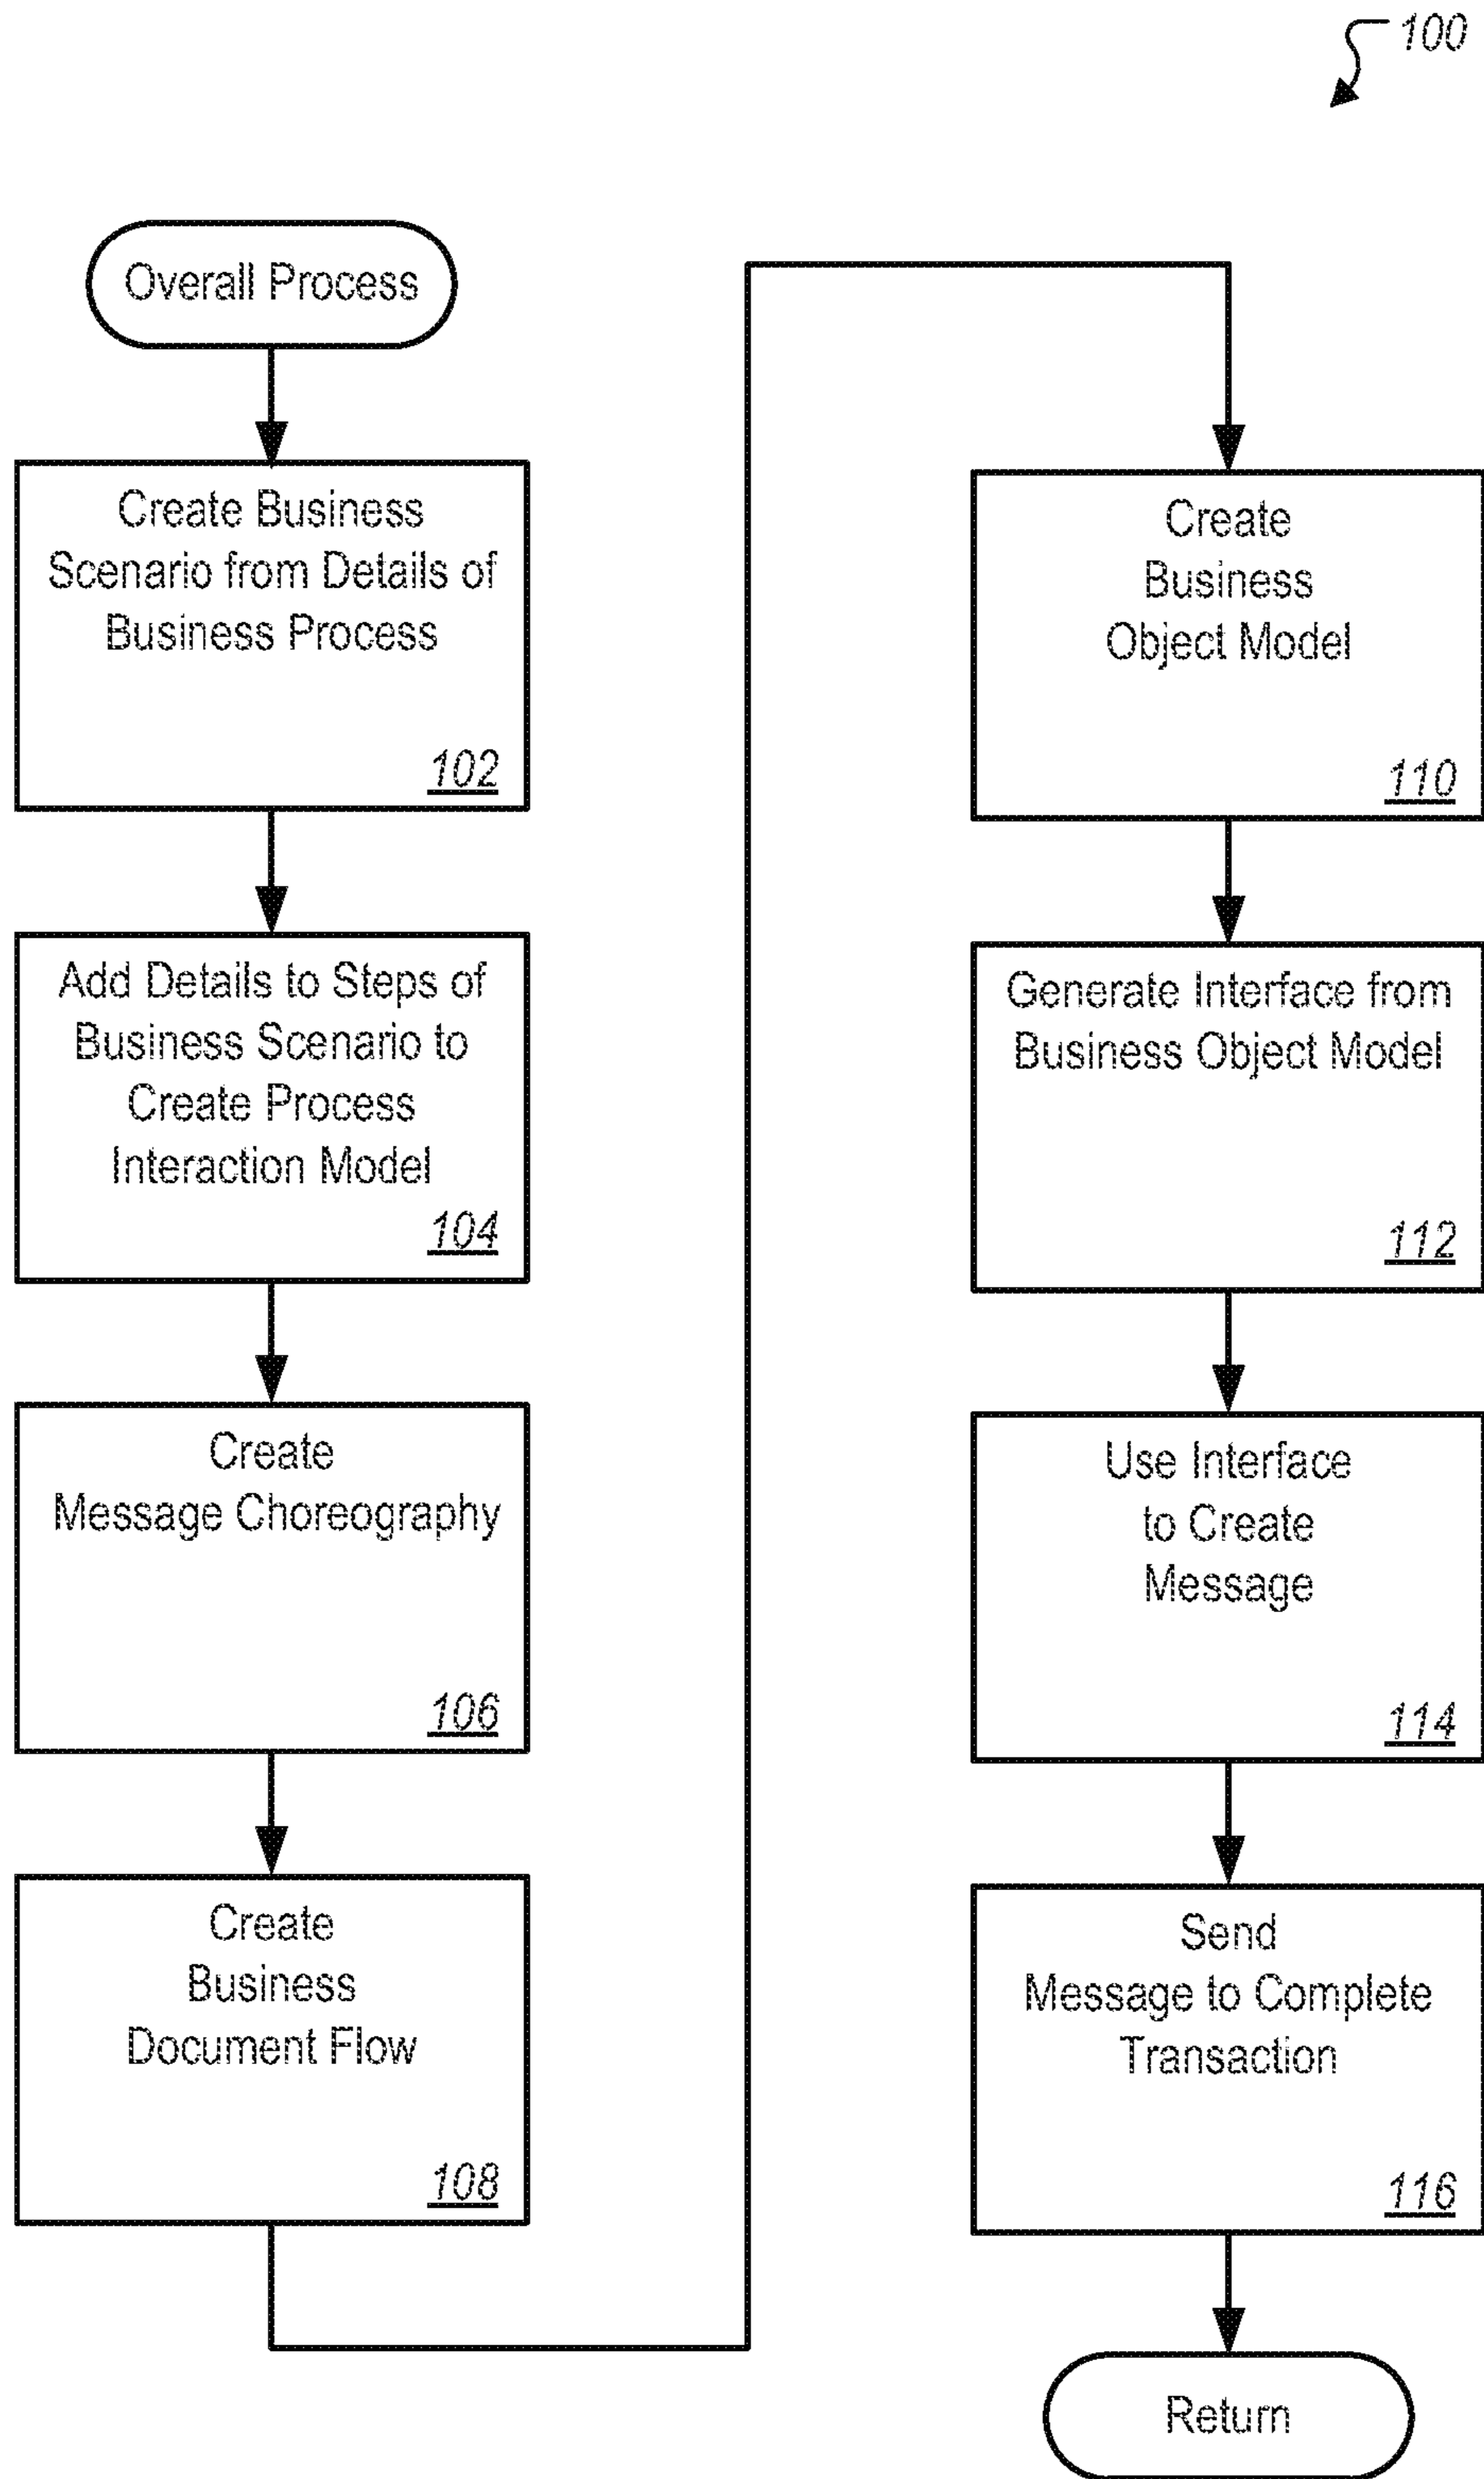 100
Overall Process
Create Business
Scenario from Details of
Business Process
102
Add Details to Steps of
Business Scenario to
Create Process
Interaction Model
104
Create
Message Choreography
106
Create
Business
Document Flow
108
Create
Business
Object Model
110
Generate Interface from
Business Object Model
112
Use Interface
to Create
Message
114
Send
Message to Complete
Transaction
116
Return